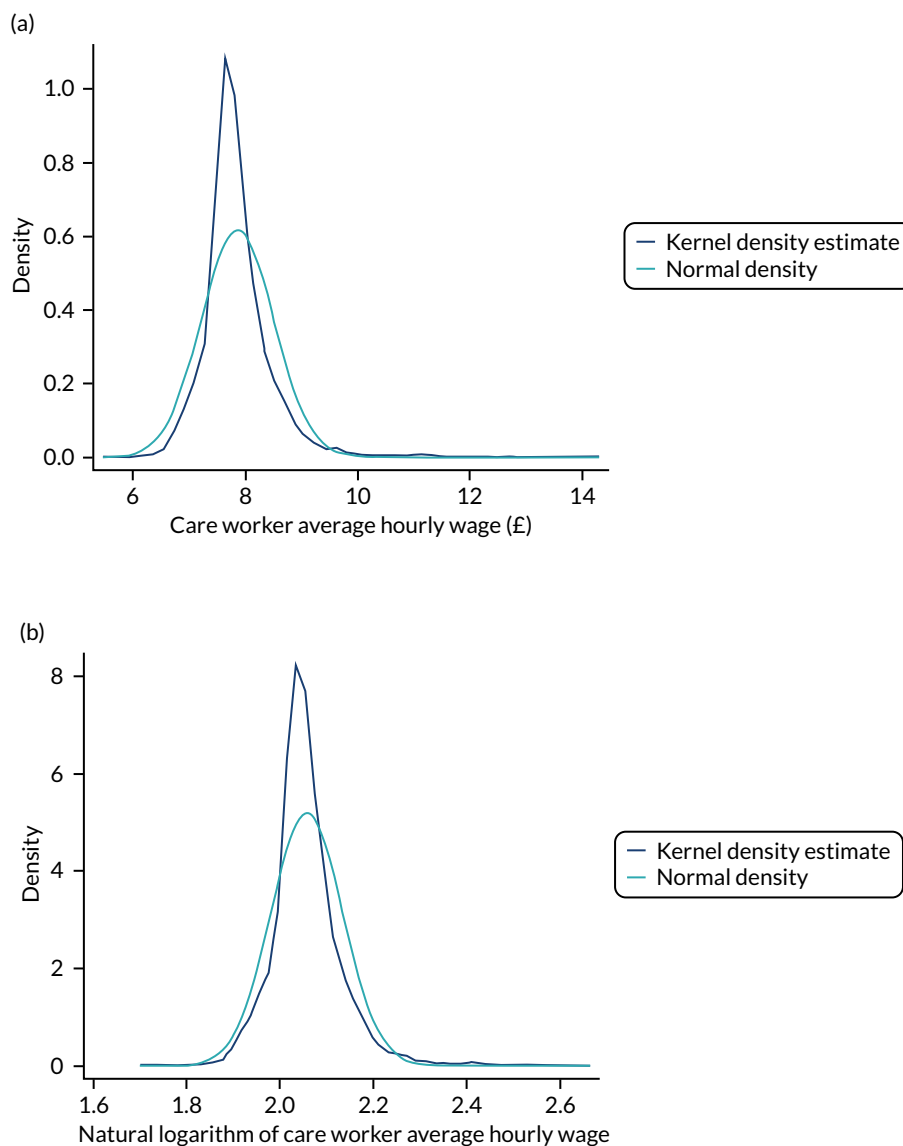 (a)
1.0
0.8
0.6
0.4
0.2
0.0
Density
6 8 10 12 14
Care worker average hourly wage (£)
Kernel density estimate
Normal density
(b)
8
6
4
2
0
Density
1.6 1.8 2.0 2.2 2.4 2.6
Natural logarithm of care worker average hourly wage
Kernel density estimate
Normal density